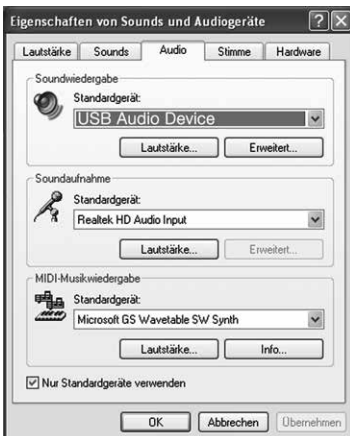 Eigenschaften von Sounds und Audiogeräte
Lautstärke Sounds Audio Stimme Hardware
Soundwiedergabe
Standardgerät:
USB Audio Device
Lautstärke... Erweitert...
Soundaufnahme
Standardgerät:
Realtek HD Audio Input
Lautstärke... Erweitert...
MIDI-Musikwiedergabe
Standardgerät:
Microsoft GS Wavetable SW Synth
Lautstärke... Info...
Nur Standardgeräte verwenden
OK Abbrechen Übernehmen